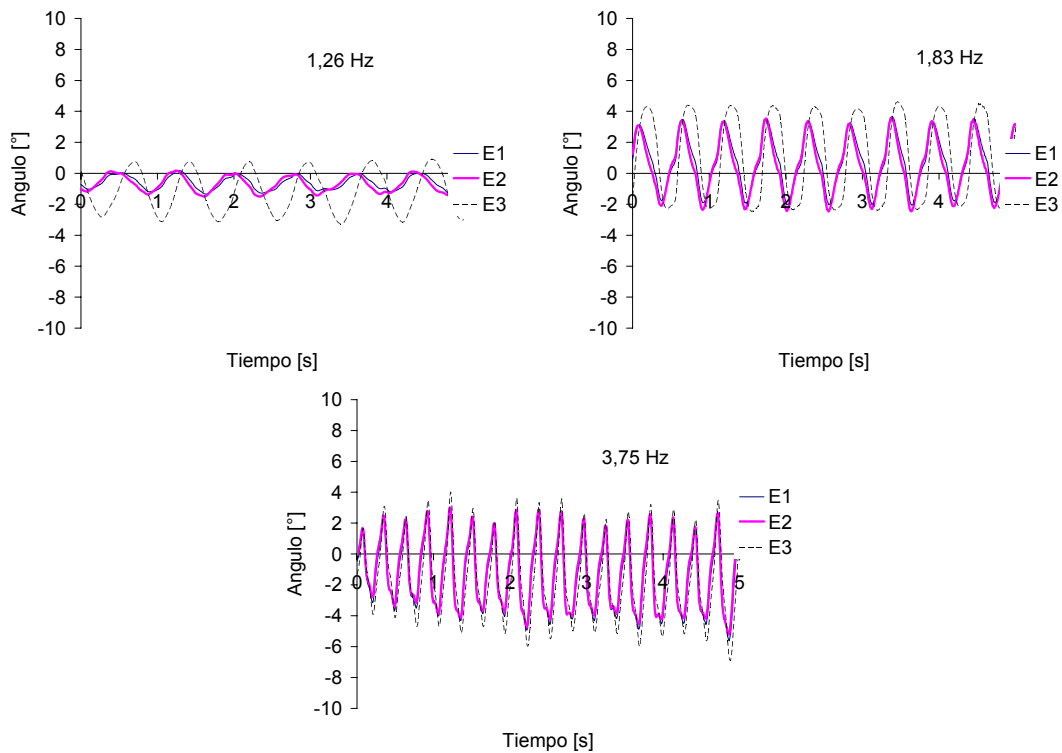 10
8
6
4
2
0
-2
-4
-6
-8
-10
Angulo [°]
1,26 Hz
0 1 2 3 4
E1
E2
E3
Tiempo [s]
10
8
6
4
2
0
-2
-4
-6
-8
-10
Angulo [°]
1,83 Hz
0 1 2 3 4
E1
E2
E3
Tiempo [s]
10
8
6
4
2
0
-2
-4
-6
-8
-10
Angulo [°]
3,75 Hz
0 1 2 3 4 5
E1
E2
E3
Tiempo [s]